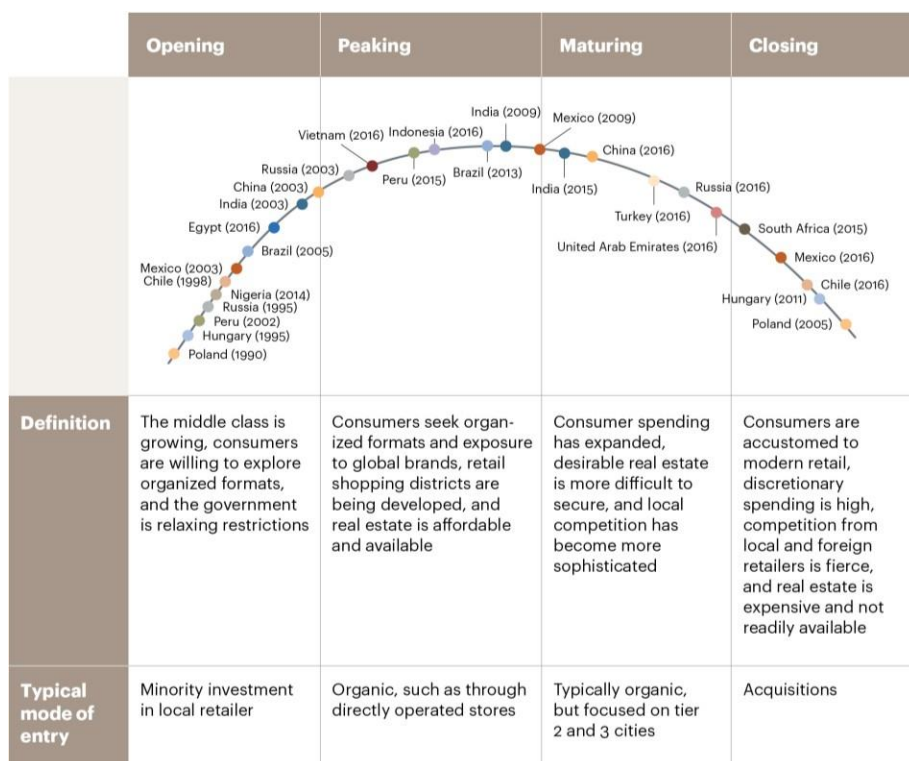 Opening
Peaking
Maturing
Closing
India (2009)
Mexico (2009)
Vietnam (2016)
Indonesia (2016)
China (2016)
Russia (2003)
Peru (2015)
Brazil (2013)
India (2015)
China (2003)
Russia (2016)
India (2003)
Turkey (2016)
Egypt (2016)
South Africa (2015)
United Arab Emirates (2016)
Brazil (2005)
Mexico (2016)
Mexico (2003)
Chile (1998)
Chile (2016)
Nigeria (2014)
Hungary (2011)
Russia (1995)
Peru (2002)
Poland (2005)
Hungary (1995)
Poland (1990)
Definition
The middle class is
growing, consumers
are willing to explore
organized formats,
and the government
is relaxing restrictions
Consumers seek organ-
ized formats and exposure
to global brands, retail
shopping districts are
being developed, and
real estate is affordable
and available
Consumer spending
has expanded,
desirable real estate
is more difficult to
secure, and local
competition has
become more
sophisticated
Consumers are
accustomed to
modern retail,
discretionary
spending is high,
competition from
local and foreign
retailers is fierce,
and real estate is
expensive and not
readily available
Typical
mode of
entry
Minority investment
in local retailer
Organic, such as through
directly operated stores
Typically organic,
but focused on tier
2 and 3 cities
Acquisitions